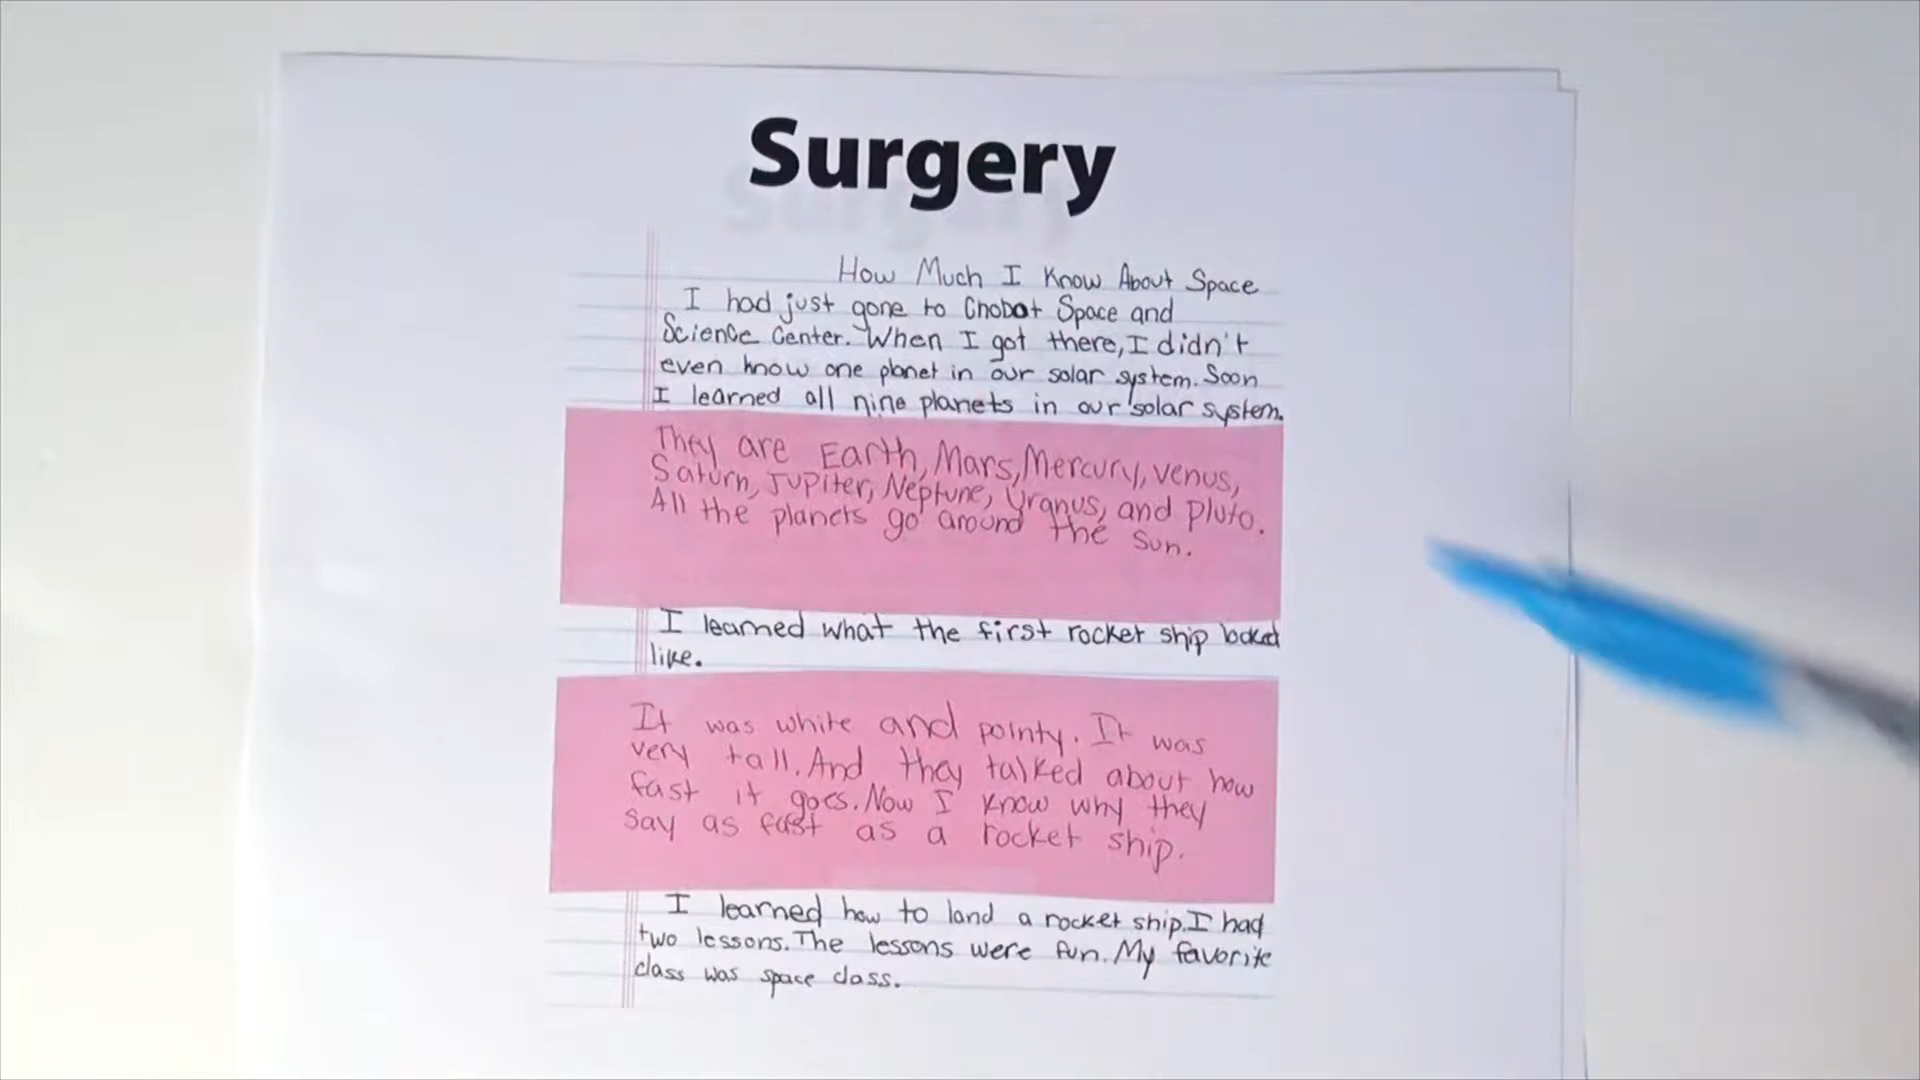 Surgery
How Much I Know About Space
I had just gone to Chobot Space and
Science Center. When I got there, I didn't
even know one planet in our solar system. Soon
I learned all nine planets in our solar system.
They are Earth, Mars, Mercury, Venus,
Saturn, Jupiter, Neptune, Uranus, and Pluto.
All the planets go around the Sun.
I learned what the first rocket ship looked
like.
It was white and pointy. It was
very tall. And they talked about how
fast it goes. Now I know why they
say as fast as a rocket ship.
I learned how to land a rocket ship. I had
two lessons. The lessons were fun. My favorite
class was space class.